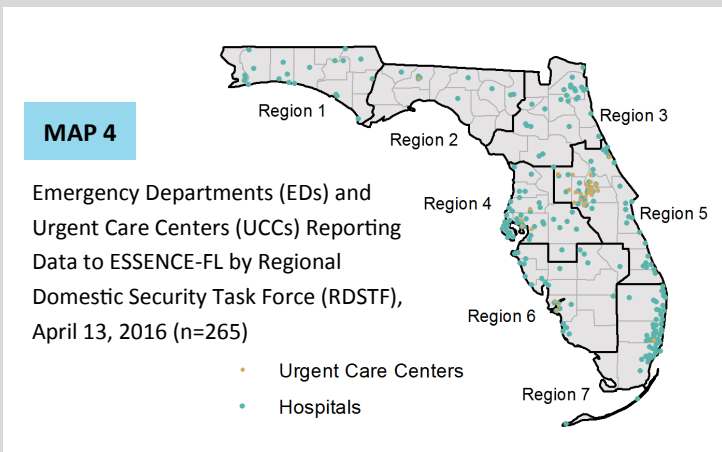 MAP 4
Emergency Departments (EDs) and
Urgent Care Centers (UCCs) Reporting
Data to ESSENCE-FL by Regional
Domestic Security Task Force (RDSTF),
April 13, 2016 (n=265)
Region 1
Region 2
Region 3
Region 4
Region 5
Region 6
Region 7
Urgent Care Centers
Hospitals